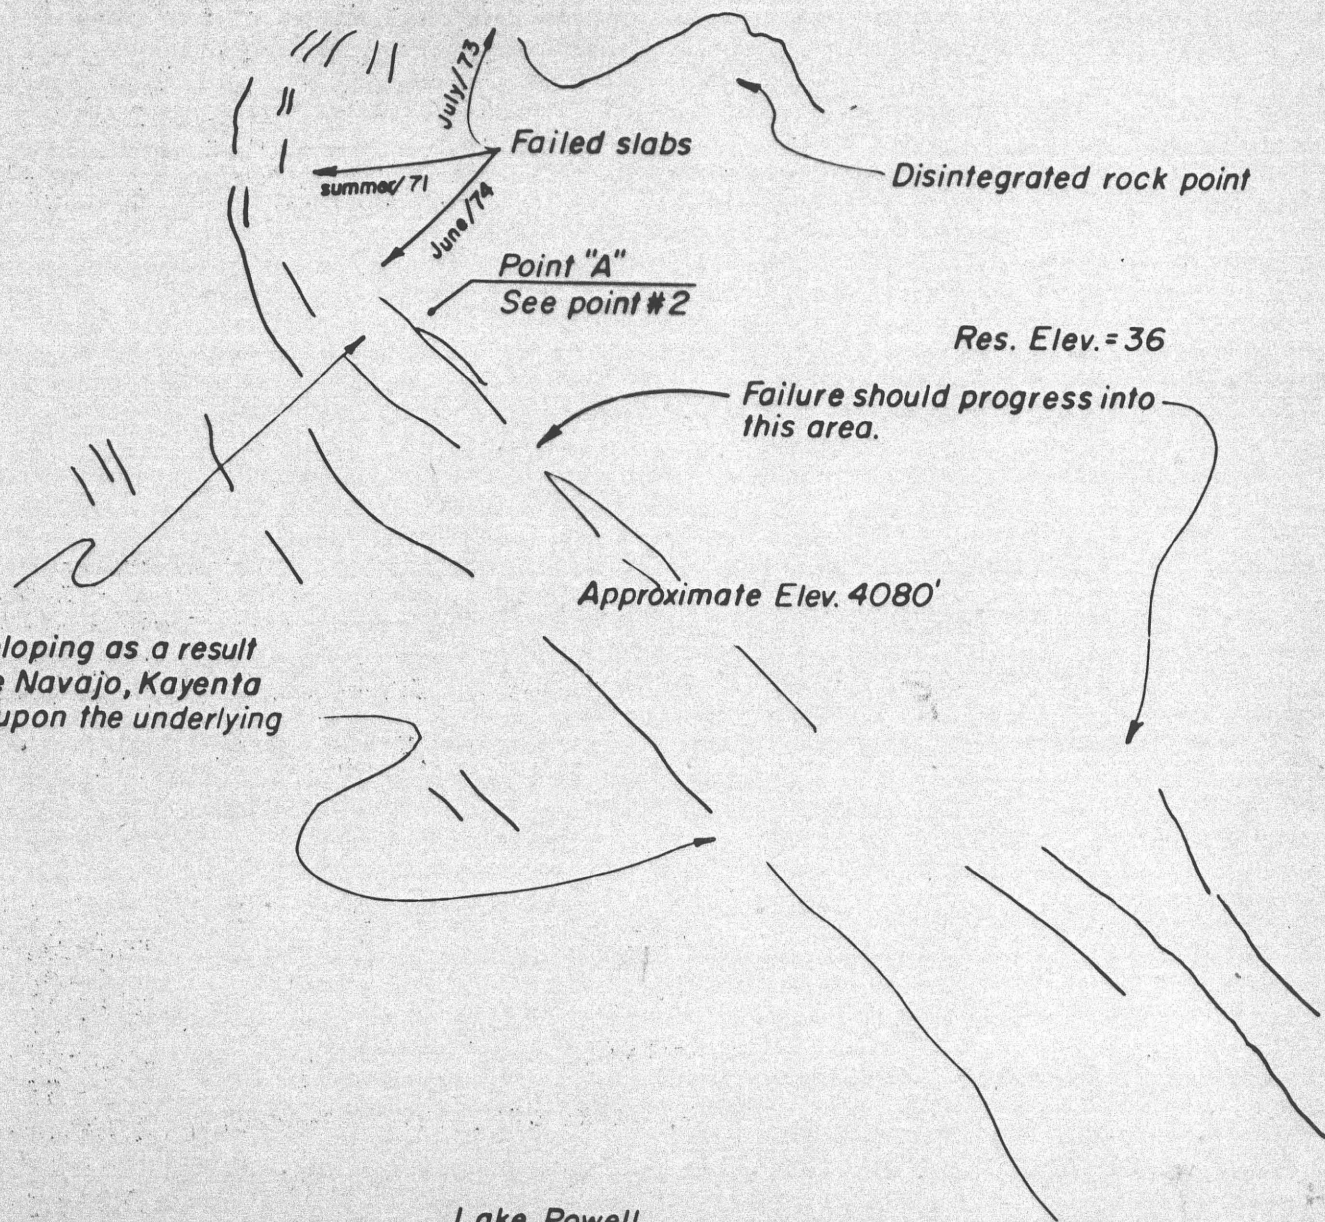 July/73
Failed slabs
summer/71
June/74
Disintegrated rock point
Point "A"
See point #2
Res. Elev. = 36
Failure should progress into
this area.
Approximate Elev. 4080'
loping as a result
Navajo, Kayenta
upon the underlying
Lake Powell